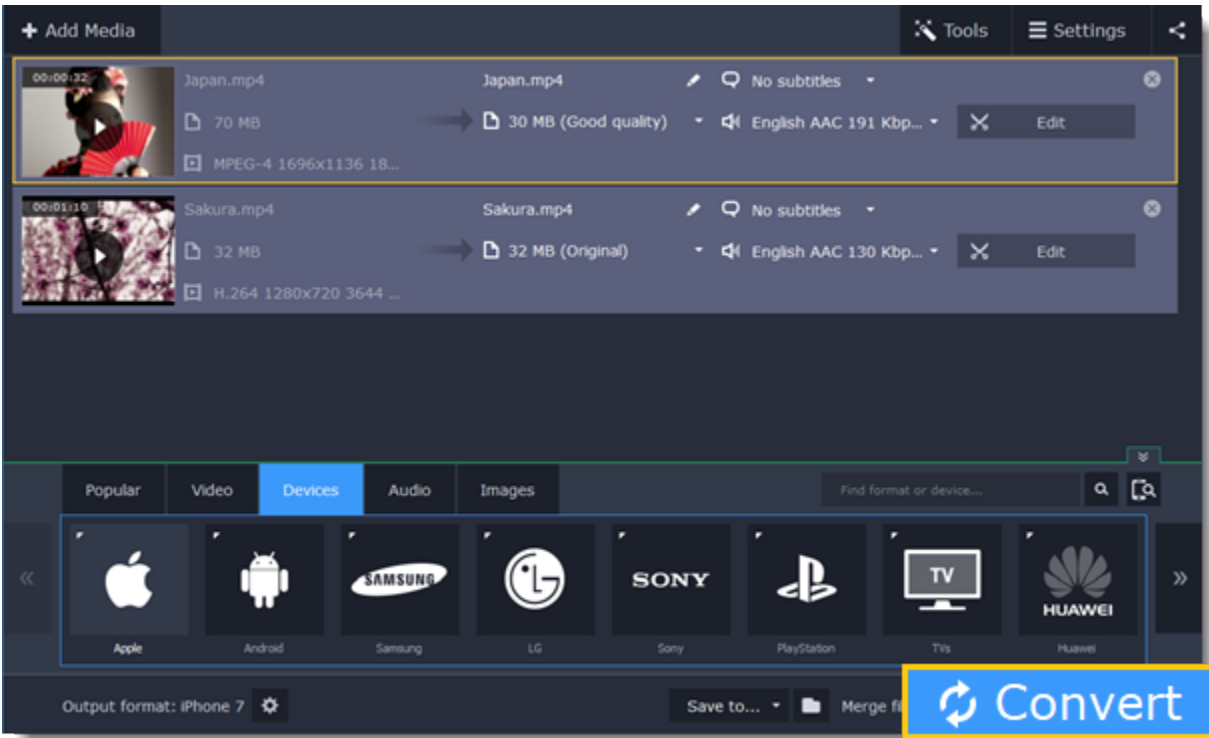 Add Media
Tools
Settings
00:00:32
Japan.mp4
Japan.mp4
No subtitles
70 MB
30 MB (Good quality)
English AAC 191 Kbp...
Edit
MPEG-4 1696x1136 18...
00:01:10
Sakura.mp4
Sakura.mp4
No subtitles
32 MB
32 MB (Original)
English AAC 130 Kbp...
Edit
H.264 1280x720 3644 ...
Popular
Video
Devices
Audio
Images
Find format or device...
SAMSUNG
LG
SONY
TV
HUAWEI
Apple
Android
Samsung
LG
Sony
PlayStation
TVs
Huawei
Output format: iPhone 7
Save to...
Merge fi
Convert